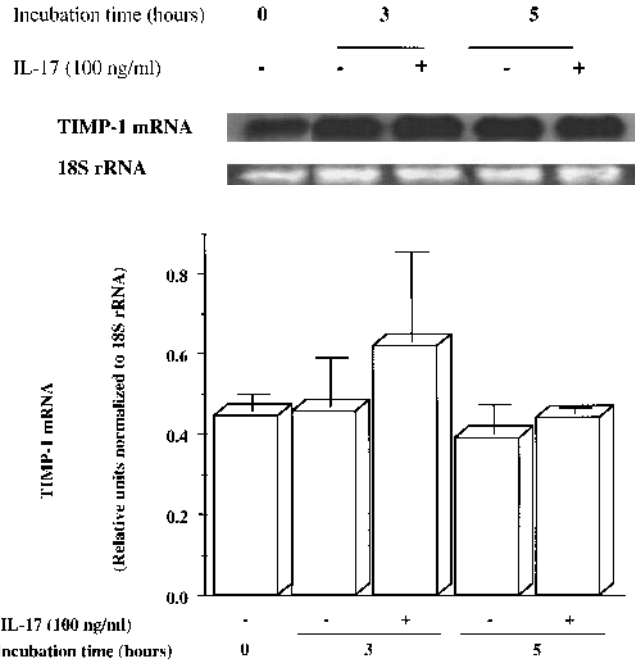 Incubation time (hours) 0 3 5
IL-17 (100 ng/ml) - - + - +
TIMP-1 mRNA
18S rRNA
TIMP-1 mRNA
(Relative units normalized to 18S rRNA)
0.8
0.6
0.4
0.2
0.0
IL-17 (100 ng/ml) - - + - +
Incubation time (hours) 0 3 5